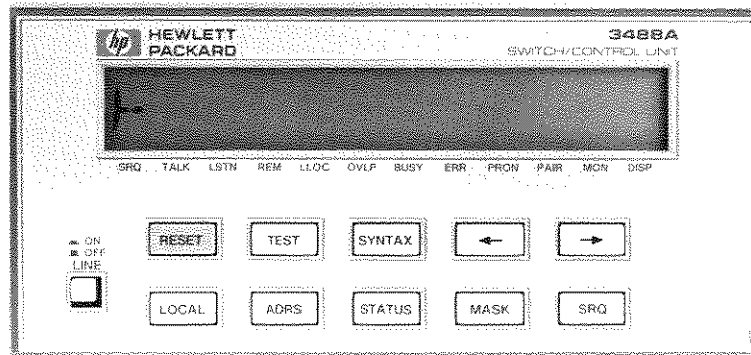 hp HEWLETT
PACKARD
3488A
SWITCH/CONTROL UNIT
SRQ TALK LSTN REM LLOC OVLP BUSY ERR PRON PAIR MON DISP
ON
OFF
LINE
RESET TEST SYNTAX ← →
LOCAL ADRS STATUS MASK SRQ